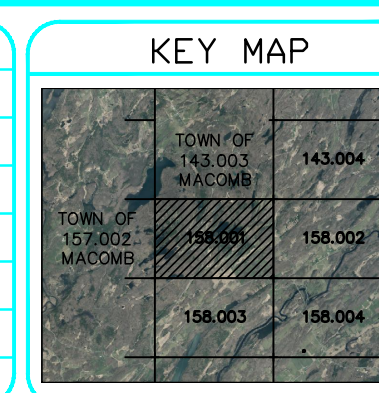 KEY MAP
TOWN OF
143.003
MACOMB
143.004
TOWN OF
157.002
MACOMB
158.001
158.002
158.003
158.004